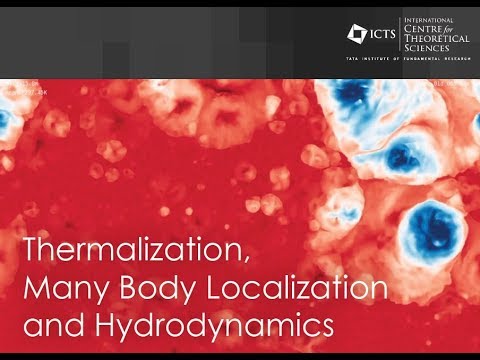 ICTS
INTERNATIONAL
CENTRE for
THEORETICAL
SCIENCES
TATA INSTITUTE OF FUNDAMENTAL RESEARCH
Thermalization,
Many Body Localization
and Hydrodynamics